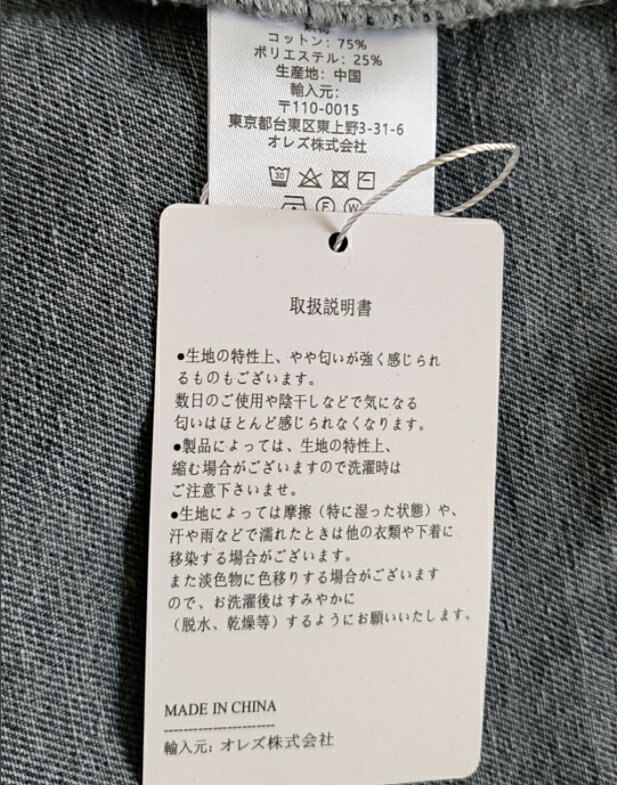 コットン: 75%
ポリエステル: 25%
生産地: 中国
輸入元:
〒110-0015
東京都台東区東上野3-31-6
オレズ株式会社
30
F W
取扱説明書
●生地の特性上、やや匂いが強く感じられ
るものもございます。
数日のご使用や陰干しなどで気になる
匂いはほとんど感じられなくなります。
●製品によっては、生地の特性上、
縮む場合がございますので洗濯時は
ご注意下さいませ。
●生地によっては摩擦（特に湿った状態）や、
汗や雨などで濡れたときは他の衣類や下着に
移染する場合がございます。
また淡色物に色移りする場合がございます
ので、お洗濯後はすみやかに
（脱水、乾燥等）するようにお願いいたします。
MADE IN CHINA
輸入元: オレズ株式会社